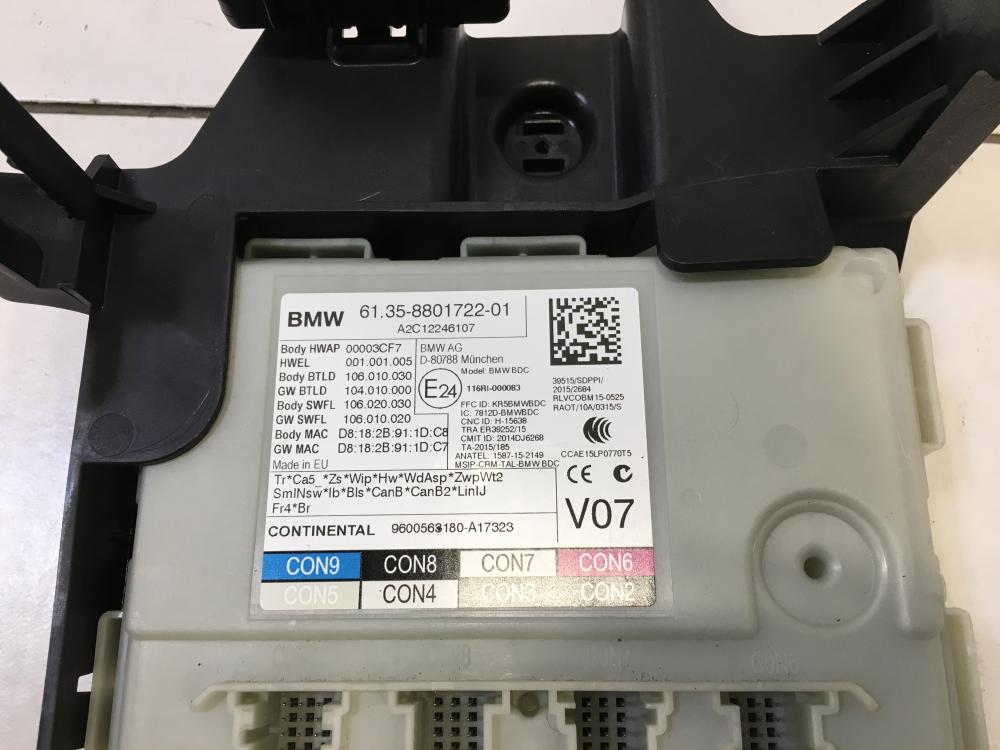 BMW 61.35-8801722-01
A2C12246107
Body HWAP 00003CF7
HWEL 001.001.005
Body BTLD 106.010.030
GW BTLD 104.010.000
Body SWFL 106.020.030
GW SWFL 106.010.020
Body MAC D8:18:2B:91:1D:C8
GW MAC D8:18:2B:91:1D:C7
Made in EU
BMW AG
D-80788 München
Model: BMW BDC
E24 116RI-000083
FFC ID: KR5BMWBDC
IC: 7812D-BMWBDC
CNC ID: H-15638
TRA ER39252/15
CMIT ID: 2014DJ6268
TA-2015/185
ANATEL: 1587-15-2149
MSIP-CRM-TAL-BMW BDC
39515/SDPPI/
2015/2684
RLVCOBM15-0525
RAOT/10A/0315/S
CCAE15LP0770T5
CE
V07
Tr*Ca5_*Zs*Wip*Hw*WdAsp*ZwpWt2
SmlNsw*Ib*Bls*CanB*CanB2*LinIJ
Fr4*Br
CONTINENTAL 9600563180-A17323
CON9 CON8 CON7 CON6
CON5 CON4 CON3 CON2
CON6